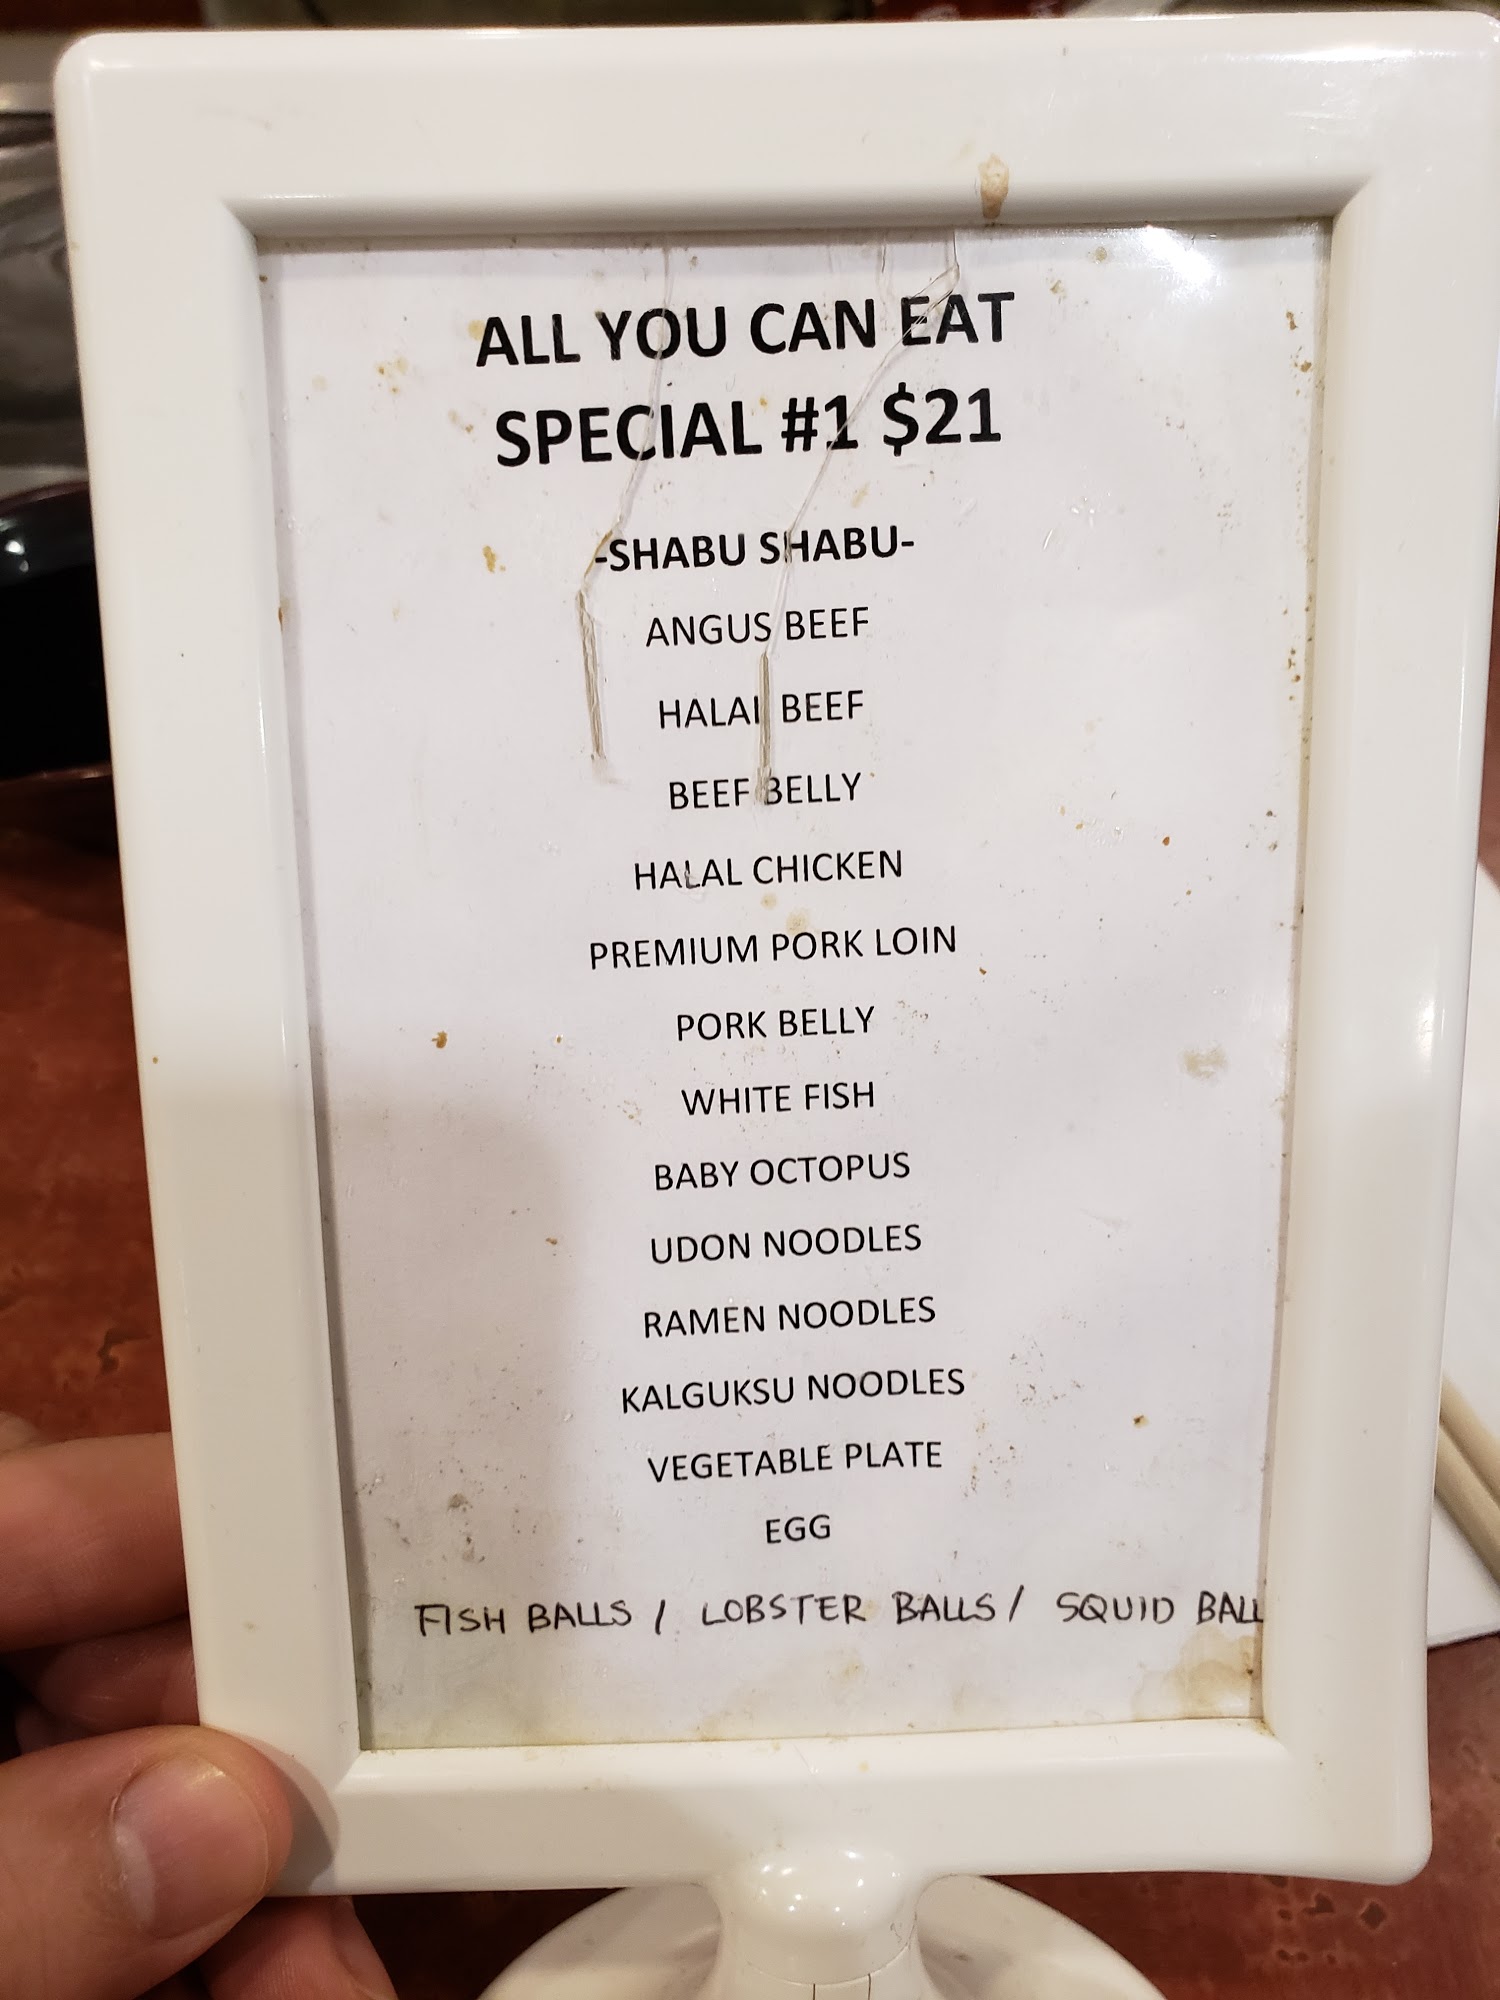 ALL YOU CAN EAT
SPECIAL #1 $21
-SHABU SHABU-
ANGUS BEEF
HALAL BEEF
BEEF BELLY
HALAL CHICKEN
PREMIUM PORK LOIN
PORK BELLY
WHITE FISH
BABY OCTOPUS
UDON NOODLES
RAMEN NOODLES
KALGUKSU NOODLES
VEGETABLE PLATE
EGG
FISH BALLS / LOBSTER BALLS / SQUID BALL